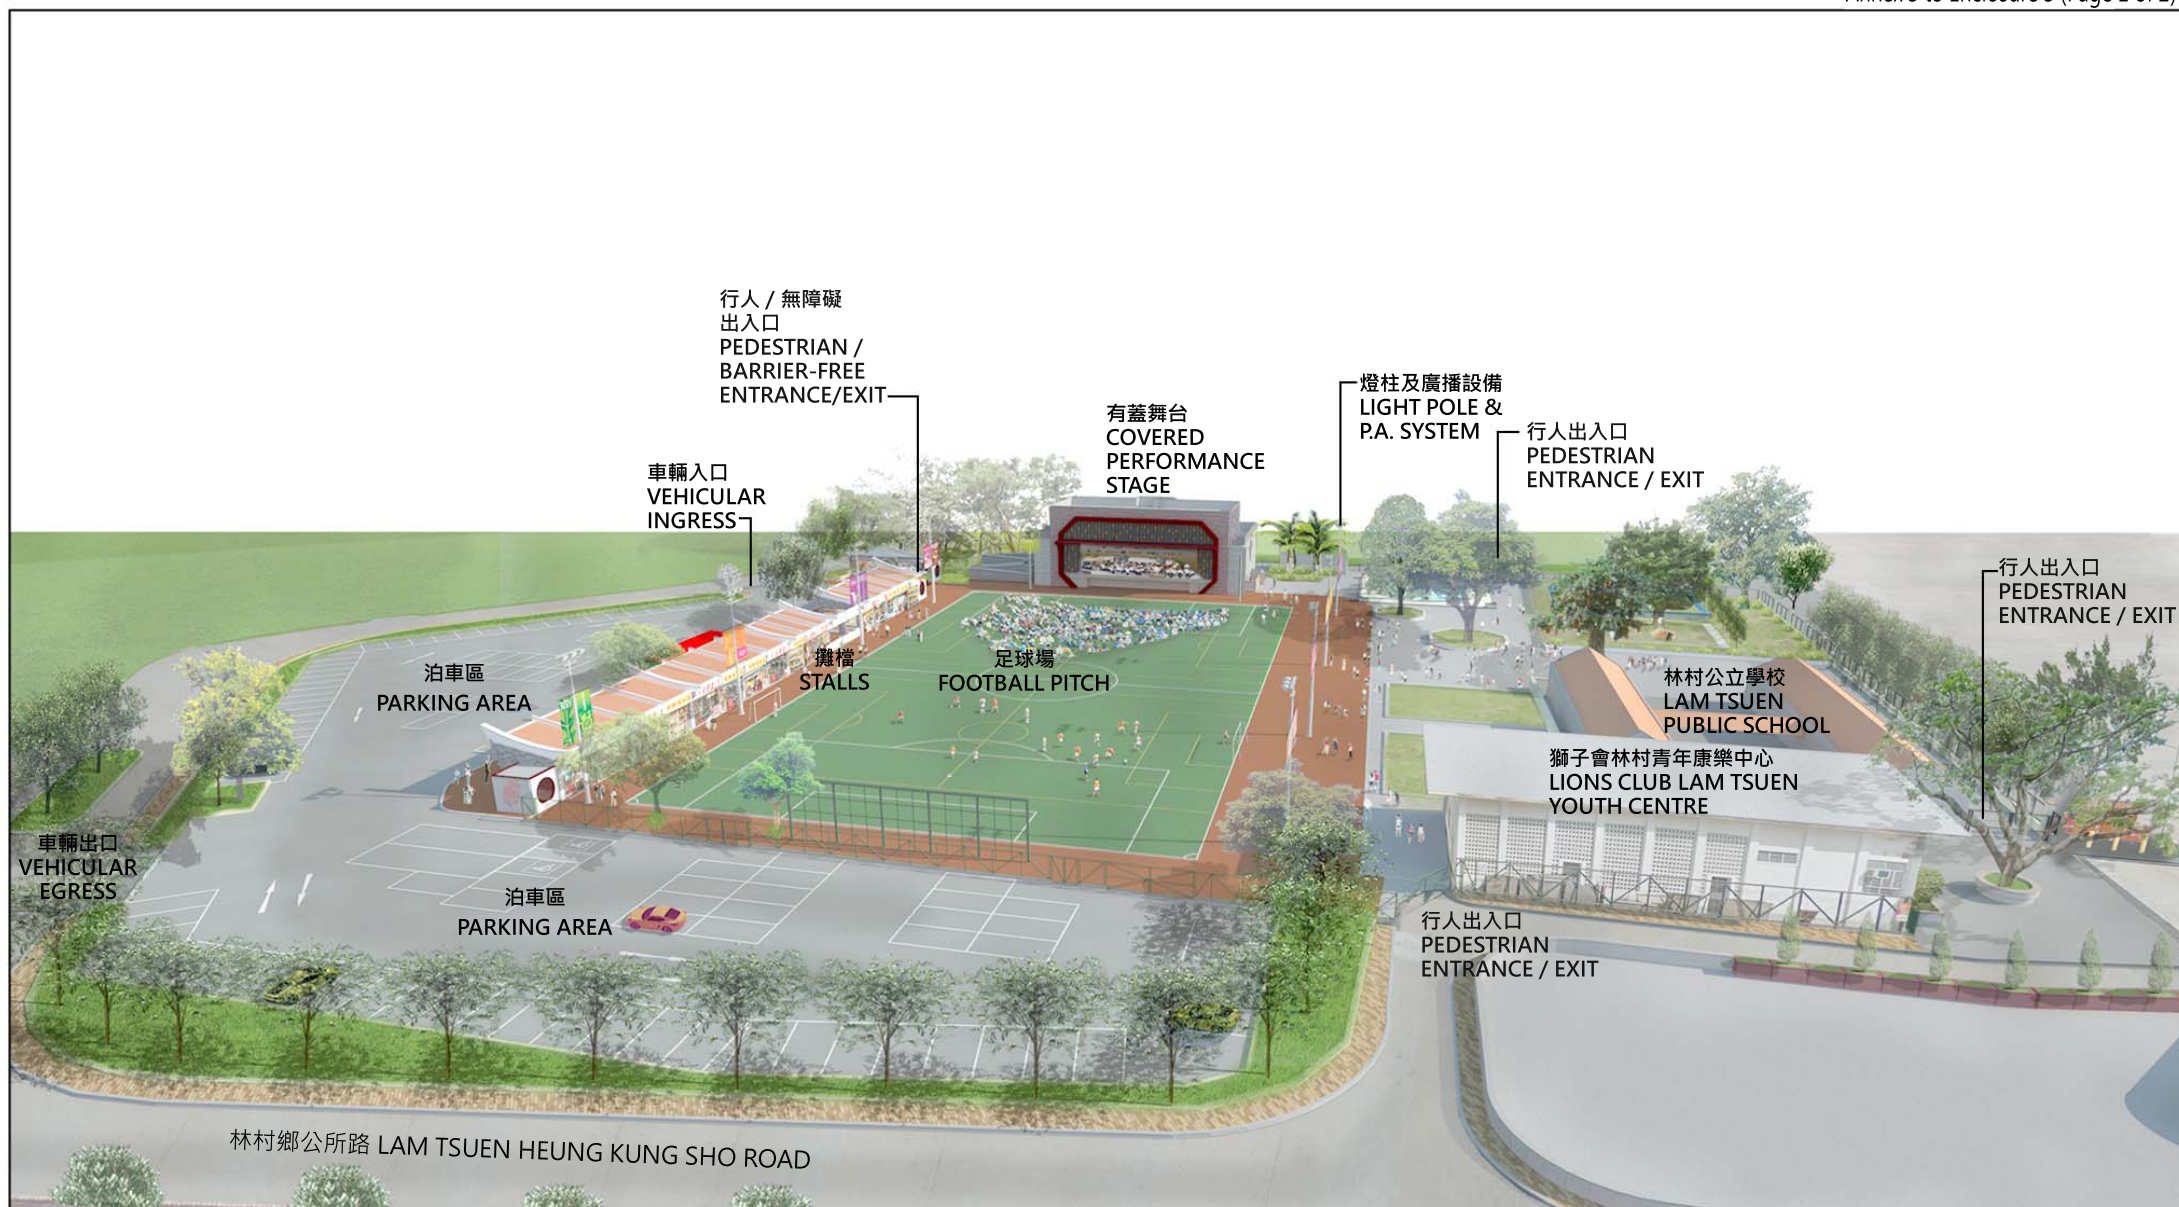 行人 / 無障礙
出入口
PEDESTRIAN /
BARRIER-FREE
ENTRANCE/EXIT
燈柱及廣播設備
LIGHT POLE &
P.A. SYSTEM
有蓋舞台
COVERED
PERFORMANCE
STAGE
行人出入口
PEDESTRIAN
ENTRANCE / EXIT
車輛入口
VEHICULAR
INGRESS
行人出入口
PEDESTRIAN
ENTRANCE / EXIT
泊車區
PARKING AREA
攤檔
STALLS
足球場
FOOTBALL PITCH
林村公立學校
LAM TSUEN
PUBLIC SCHOOL
獅子會林村青年康樂中心
LIONS CLUB LAM TSUEN
YOUTH CENTRE
車輛出口
VEHICULAR
EGRESS
泊車區
PARKING AREA
行人出入口
PEDESTRIAN
ENTRANCE / EXIT
林村鄉公所路 LAM TSUEN HEUNG KUNG SHO ROAD